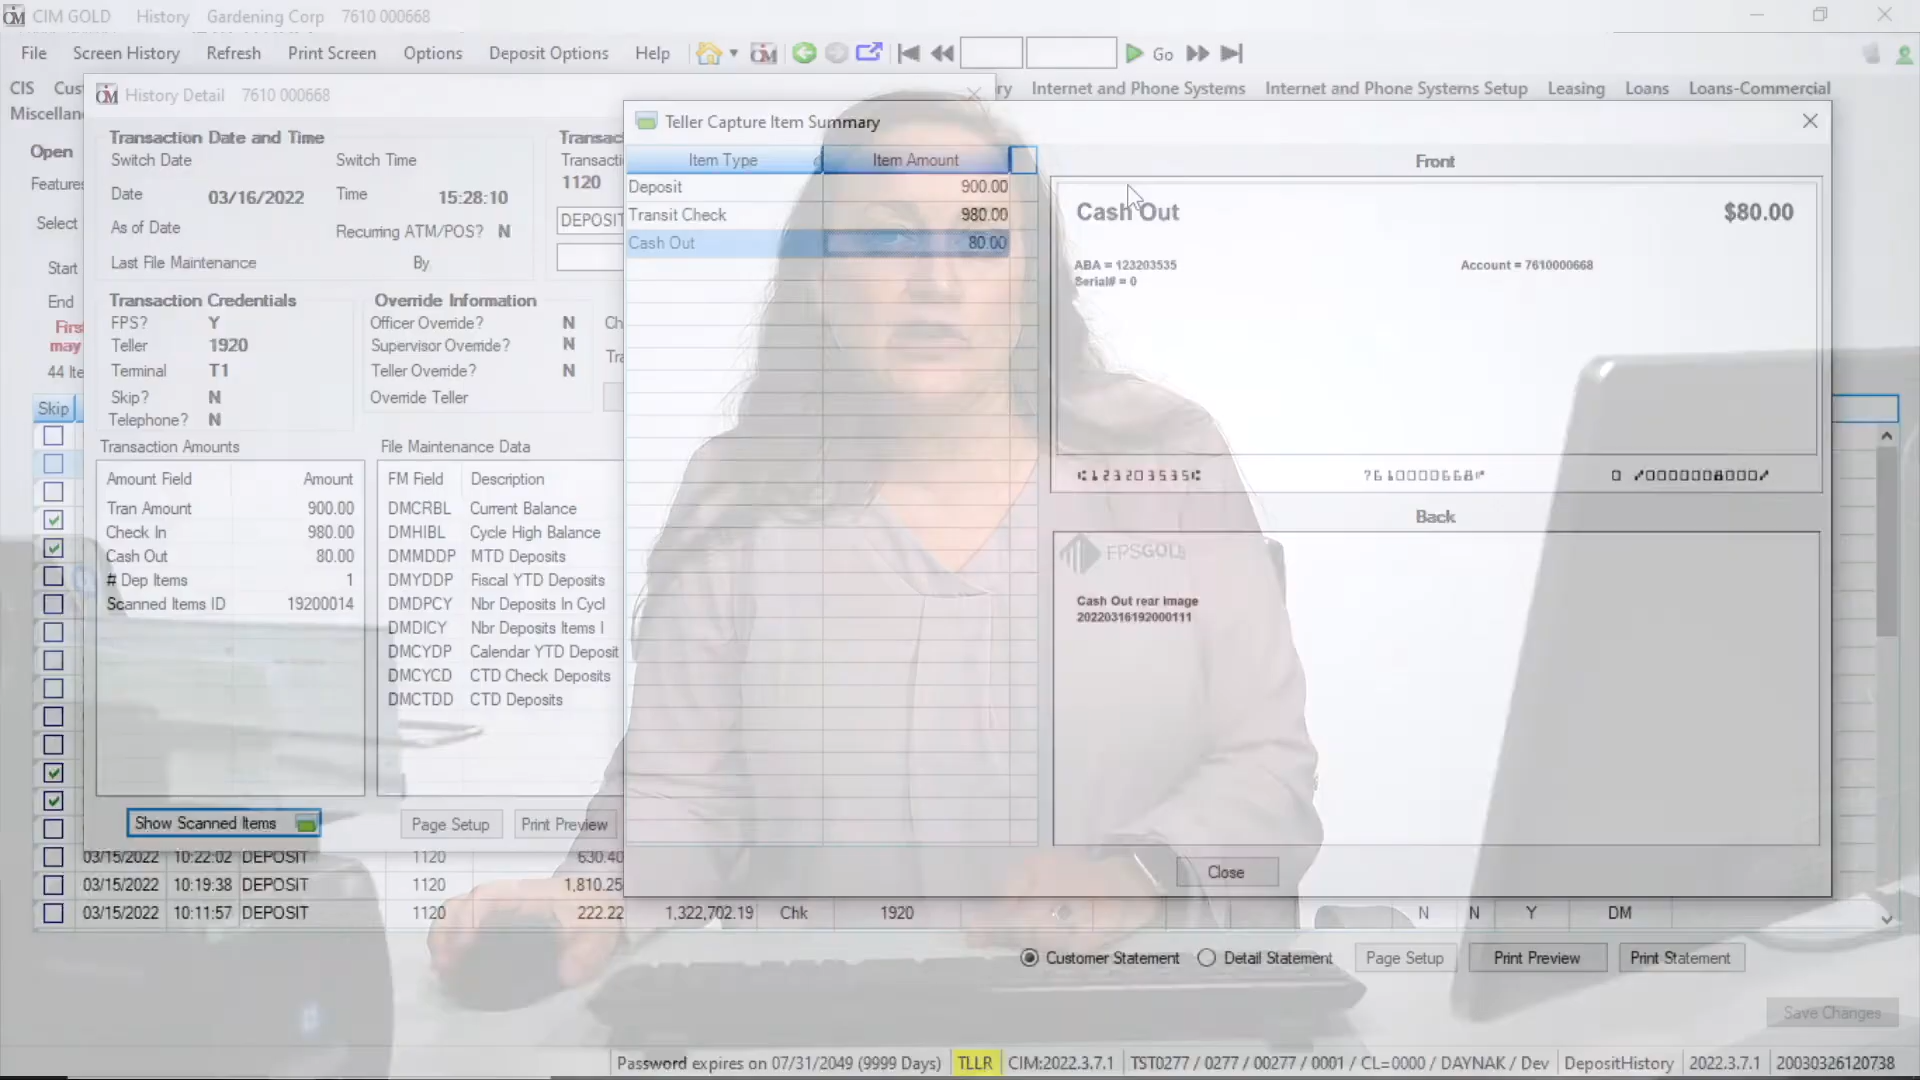 CIM GOLD History Gardening Corp 7610 000668
File Screen History Refresh Print Screen Options Deposit Options Help Go
CIS Internet and Phone Systems Internet and Phone Systems Setup Leasing Loans Loans-Commercial
History Detail 7610 000668
Teller Capture Item Summary
Open
Features
Select
Start
End
may
Skip
Transaction Date and Time
Switch Date Switch Time
Date 03/16/2022 Time 15:28:10
As of Date Recurring ATM/POS? N
Last File Maintenance By
1120
DEPOSIT
Transaction Credentials
FPS? Y
Teller 1920
Terminal T1
Skip? N
Telephone? N
Override Information
Officer Override? N
Supervisor Override? N
Teller Override? N
Override Teller
Transaction Amounts
Amount Field Amount
Tran Amount 900.00
Check In 980.00
Cash Out 80.00
# Dep Items 1
Scanned Items ID 19200014
File Maintenance Data
FM Field Description
DMCRBL Current Balance
DMHIBL Cycle High Balance
DMMDDP MTD Deposits
DMYDDP Fiscal YTD Deposits
DMDPCY Nbr Deposits In Cycl
DMDICY Nbr Deposits Items I
DMCYDP Calendar YTD Deposit
DMCYCD CTD Check Deposits
DMCTDD CTD Deposits
Show Scanned Items Page Setup Print Preview
Item Type Item Amount
Deposit 900.00
Transit Check 980.00
Cash Out 80.00
Front
Cash Out $80.00
ABA = 123203535 Account = 7610000668
Serial# = 0
⑆123203535⑆ 7610000668⑈ 0 ⑇0000008000⑇
Back
FPSGOLD
Cash Out rear image
20220316192000111
Close
03/15/2022 10:22:02 DEPOSIT 1120 630.40
03/15/2022 10:19:38 DEPOSIT 1120 1,810.25
03/15/2022 10:11:57 DEPOSIT 1120 222.22 1,322,702.19 Chk 1920 N N Y DM
Customer Statement Detail Statement Page Setup Print Preview Print Statement
Save Changes
Password expires on 07/31/2049 (9999 Days) TLLR CIM:2022.3.7.1 TST0277 / 0277 / 00277 / 0001 / CL=0000 / DAYNAK / Dev DepositHistory 2022.3.7.1 20030326120738